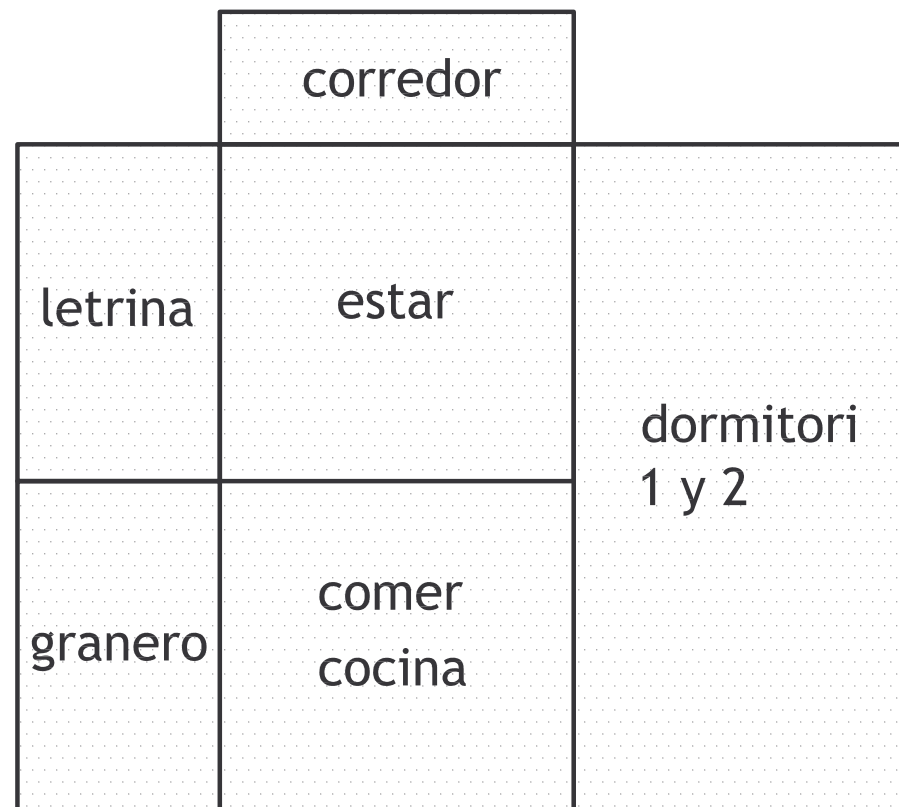 corredor
letrina
estar
dormitori
1 y 2
granero
comer
cocina